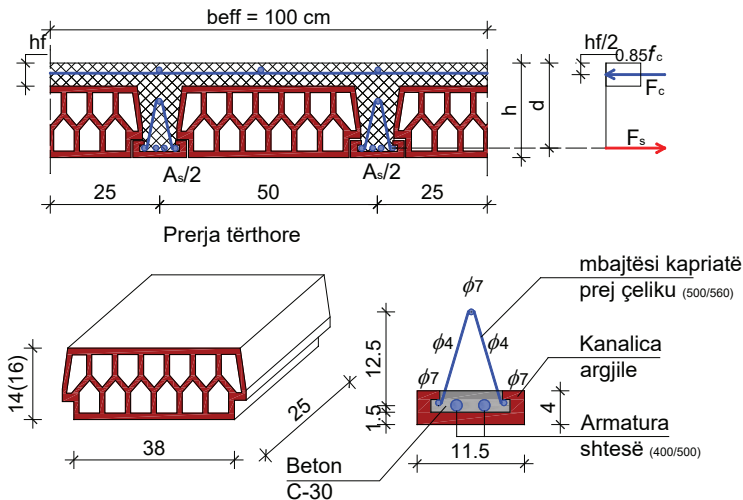 beff = 100 cm
hf
hf/2
0.85fc
Fc
h
d
Fs
As/2
As/2
25
50
25
Prerja tërthore
mbajtësi kapriatë
prej çeliku (500/560)
ϕ7
ϕ4
ϕ4
Kanalica
argjile
ϕ7
ϕ7
12.5
1.5
4
14(16)
25
38
Armatura
shtesë (400/500)
11.5
Beton
C-30